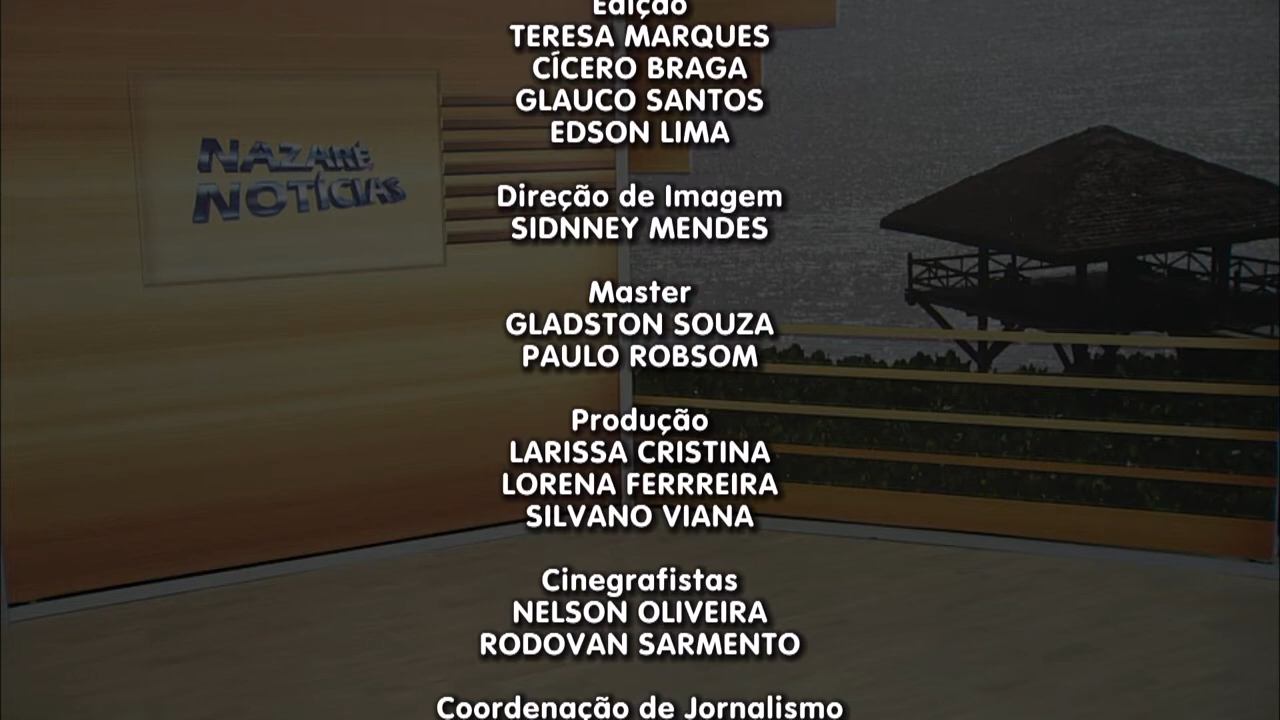 Edição
TERESA MARQUES
CÍCERO BRAGA
GLAUCO SANTOS
EDSON LIMA
NAZARÉ
NOTÍCIAS
Direção de Imagem
SIDNNEY MENDES
Master
GLADSTON SOUZA
PAULO ROBSOM
Produção
LARISSA CRISTINA
LORENA FERRREIRA
SILVANO VIANA
Cinegrafistas
NELSON OLIVEIRA
RODOVAN SARMENTO
Coordenação de Jornalismo